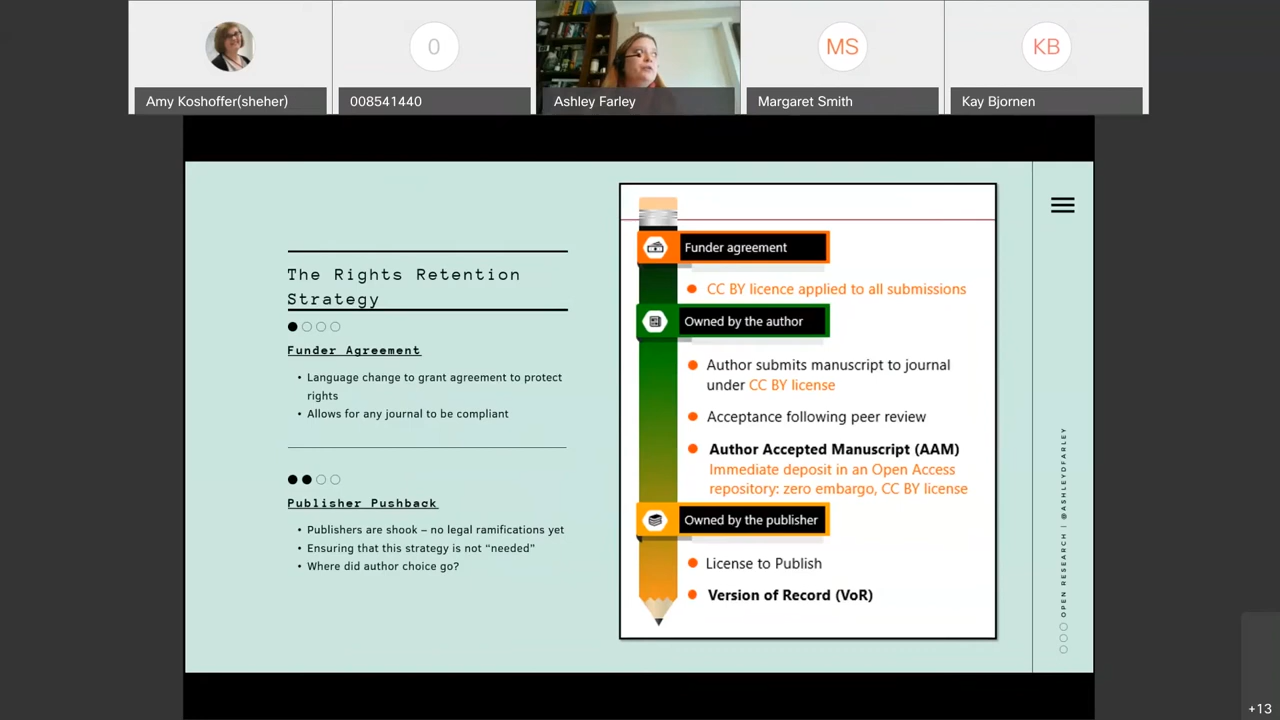 0
MS
KB
Amy Koshoffer(sheher)
008541440
Ashley Farley
Margaret Smith
Kay Bjornen
The Rights Retention
Strategy
Funder Agreement
• Language change to grant agreement to protect
rights
• Allows for any journal to be compliant
Publisher Pushback
• Publishers are shook – no legal ramifications yet
• Ensuring that this strategy is not “needed”
• Where did author choice go?
Funder agreement
CC BY licence applied to all submissions
Owned by the author
Author submits manuscript to journal
under CC BY license
Acceptance following peer review
Author Accepted Manuscript (AAM)
Immediate deposit in an Open Access
repository: zero embargo, CC BY license
Owned by the publisher
License to Publish
Version of Record (VoR)
OPEN RESEARCH | @ASHLEYDFARLEY
+13